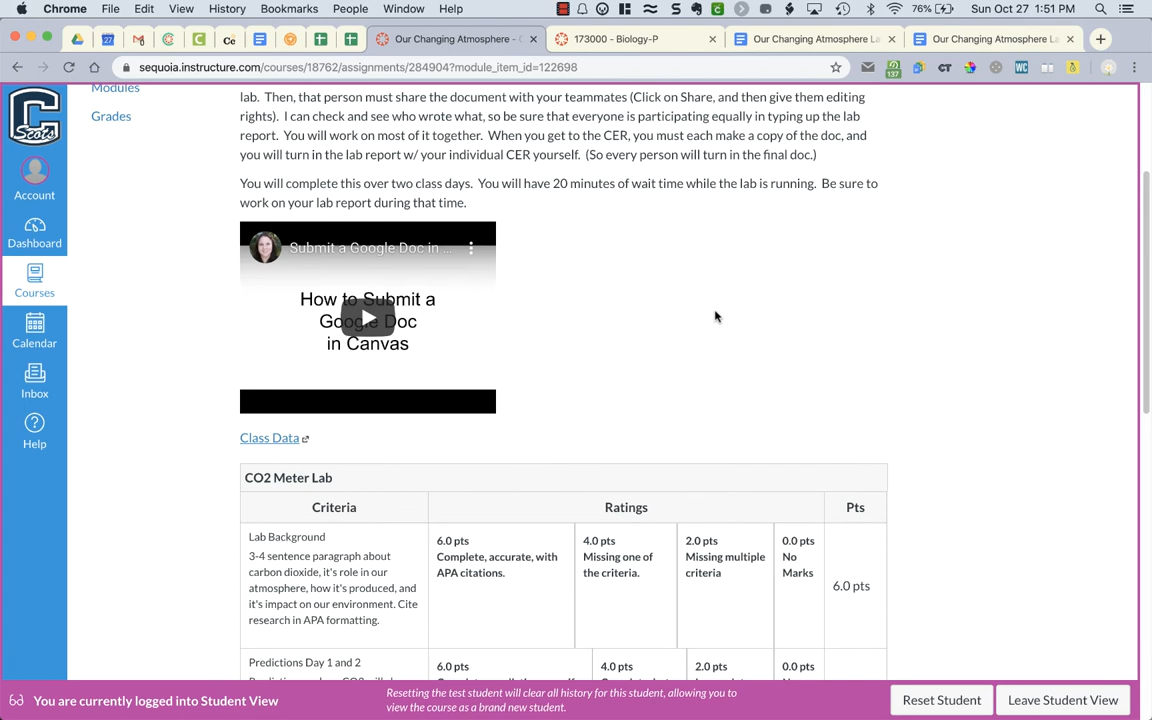 Chrome File Edit View History Bookmarks People Window Help 76% Sun Oct 27 1:51 PM
27 Ce Our Changing Atmosphere - 173000 - Biology-P Our Changing Atmosphere La Our Changing Atmosphere La
sequoia.instructure.com/courses/18762/assignments/284904?module_item_id=122698 137 CT WC
Scots
Account
Dashboard
Courses
Calendar
Inbox
Help
Modules
Grades
lab. Then, that person must share the document with your teammates (Click on Share, and then give them editing
rights). I can check and see who wrote what, so be sure that everyone is participating equally in typing up the lab
report. You will work on most of it together. When you get to the CER, you must each make a copy of the doc, and
you will turn in the lab report w/ your individual CER yourself. (So every person will turn in the final doc.)
You will complete this over two class days. You will have 20 minutes of wait time while the lab is running. Be sure to
work on your lab report during that time.
Submit a Google Doc in ...
How to Submit a
Google Doc
in Canvas
Class Data
CO2 Meter Lab
Criteria Ratings Pts
Lab Background
3-4 sentence paragraph about
carbon dioxide, it's role in our
atmosphere, how it's produced, and
it's impact on our environment. Cite
research in APA formatting.
6.0 pts
Complete, accurate, with
APA citations.
4.0 pts
Missing one of
the criteria.
2.0 pts
Missing multiple
criteria
0.0 pts
No
Marks
6.0 pts
Predictions Day 1 and 2
6.0 pts
4.0 pts
2.0 pts
0.0 pts
You are currently logged into Student View
Resetting the test student will clear all history for this student, allowing you to
view the course as a brand new student.
Reset Student
Leave Student View